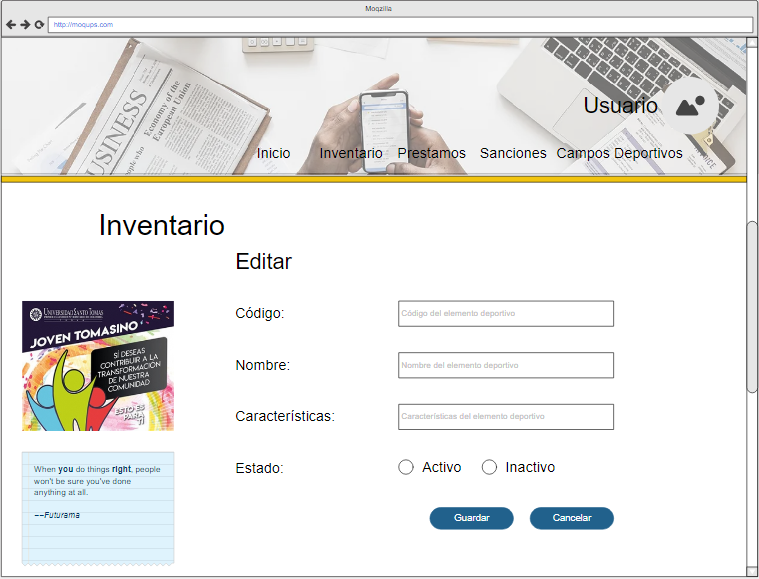 Moqzilla
http://moqups.com
BUSINESS
Economy of the
European Union
Usuario
Inicio Inventario Prestamos Sanciones Campos Deportivos
Inventario
Editar
UNIVERSIDAD SANTO TOMAS
JOVEN TOMASINO
SÍ DESEAS
CONTRIBUIR A LA
TRANSFORMACIÓN
DE NUESTRA
COMUNIDAD
ESTO ES
PARA
TI
When you do things right, people
won't be sure you've done
anything at all.
--Futurama
Código:
Código del elemento deportivo
Nombre:
Nombre del elemento deportivo
Características:
Características del elemento deportivo
Estado:
Activo Inactivo
Guardar Cancelar